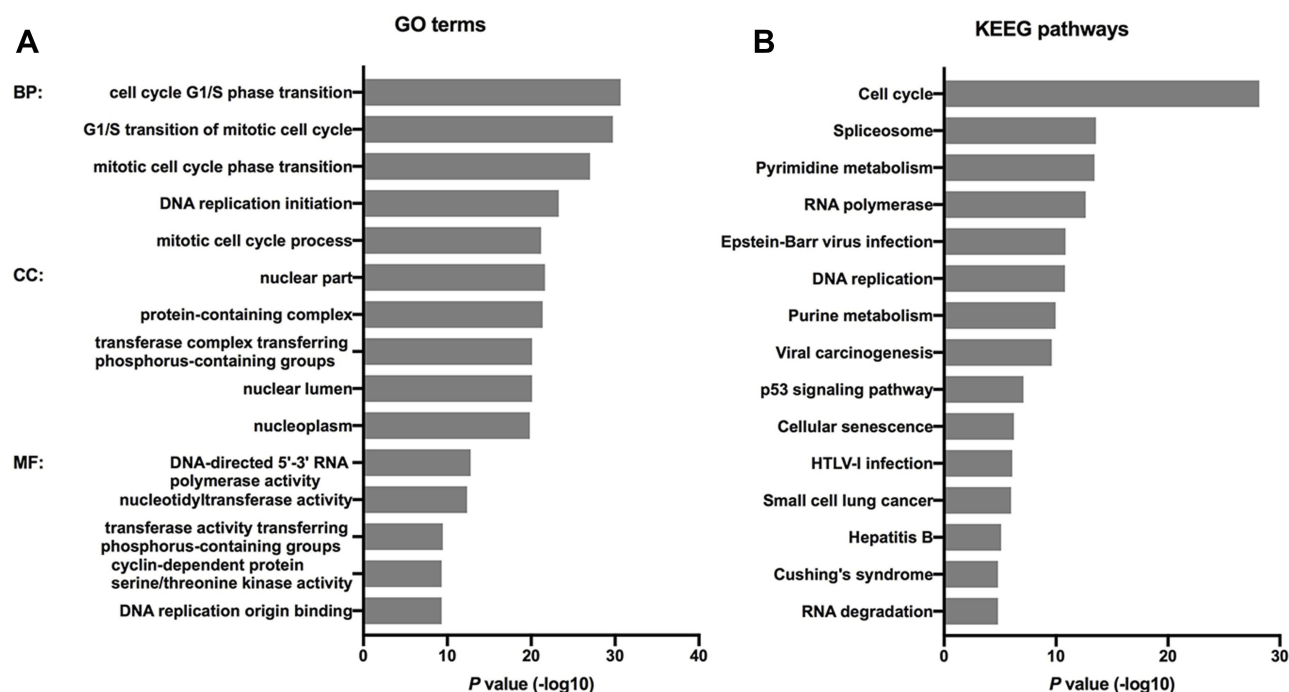 A
GO terms
BP:
cell cycle G1/S phase transition
G1/S transition of mitotic cell cycle
mitotic cell cycle phase transition
DNA replication initiation
mitotic cell cycle process
CC:
nuclear part
protein-containing complex
transferase complex transferring
phosphorus-containing groups
nuclear lumen
nucleoplasm
MF:
DNA-directed 5'-3' RNA
polymerase activity
nucleotidyltransferase activity
transferase activity transferring
phosphorus-containing groups
cyclin-dependent protein
serine/threonine kinase activity
DNA replication origin binding
0 10 20 30 40
P value (-log10)
B
KEEG pathways
Cell cycle
Spliceosome
Pyrimidine metabolism
RNA polymerase
Epstein-Barr virus infection
DNA replication
Purine metabolism
Viral carcinogenesis
p53 signaling pathway
Cellular senescence
HTLV-I infection
Small cell lung cancer
Hepatitis B
Cushing's syndrome
RNA degradation
0 10 20 30
P value (-log10)